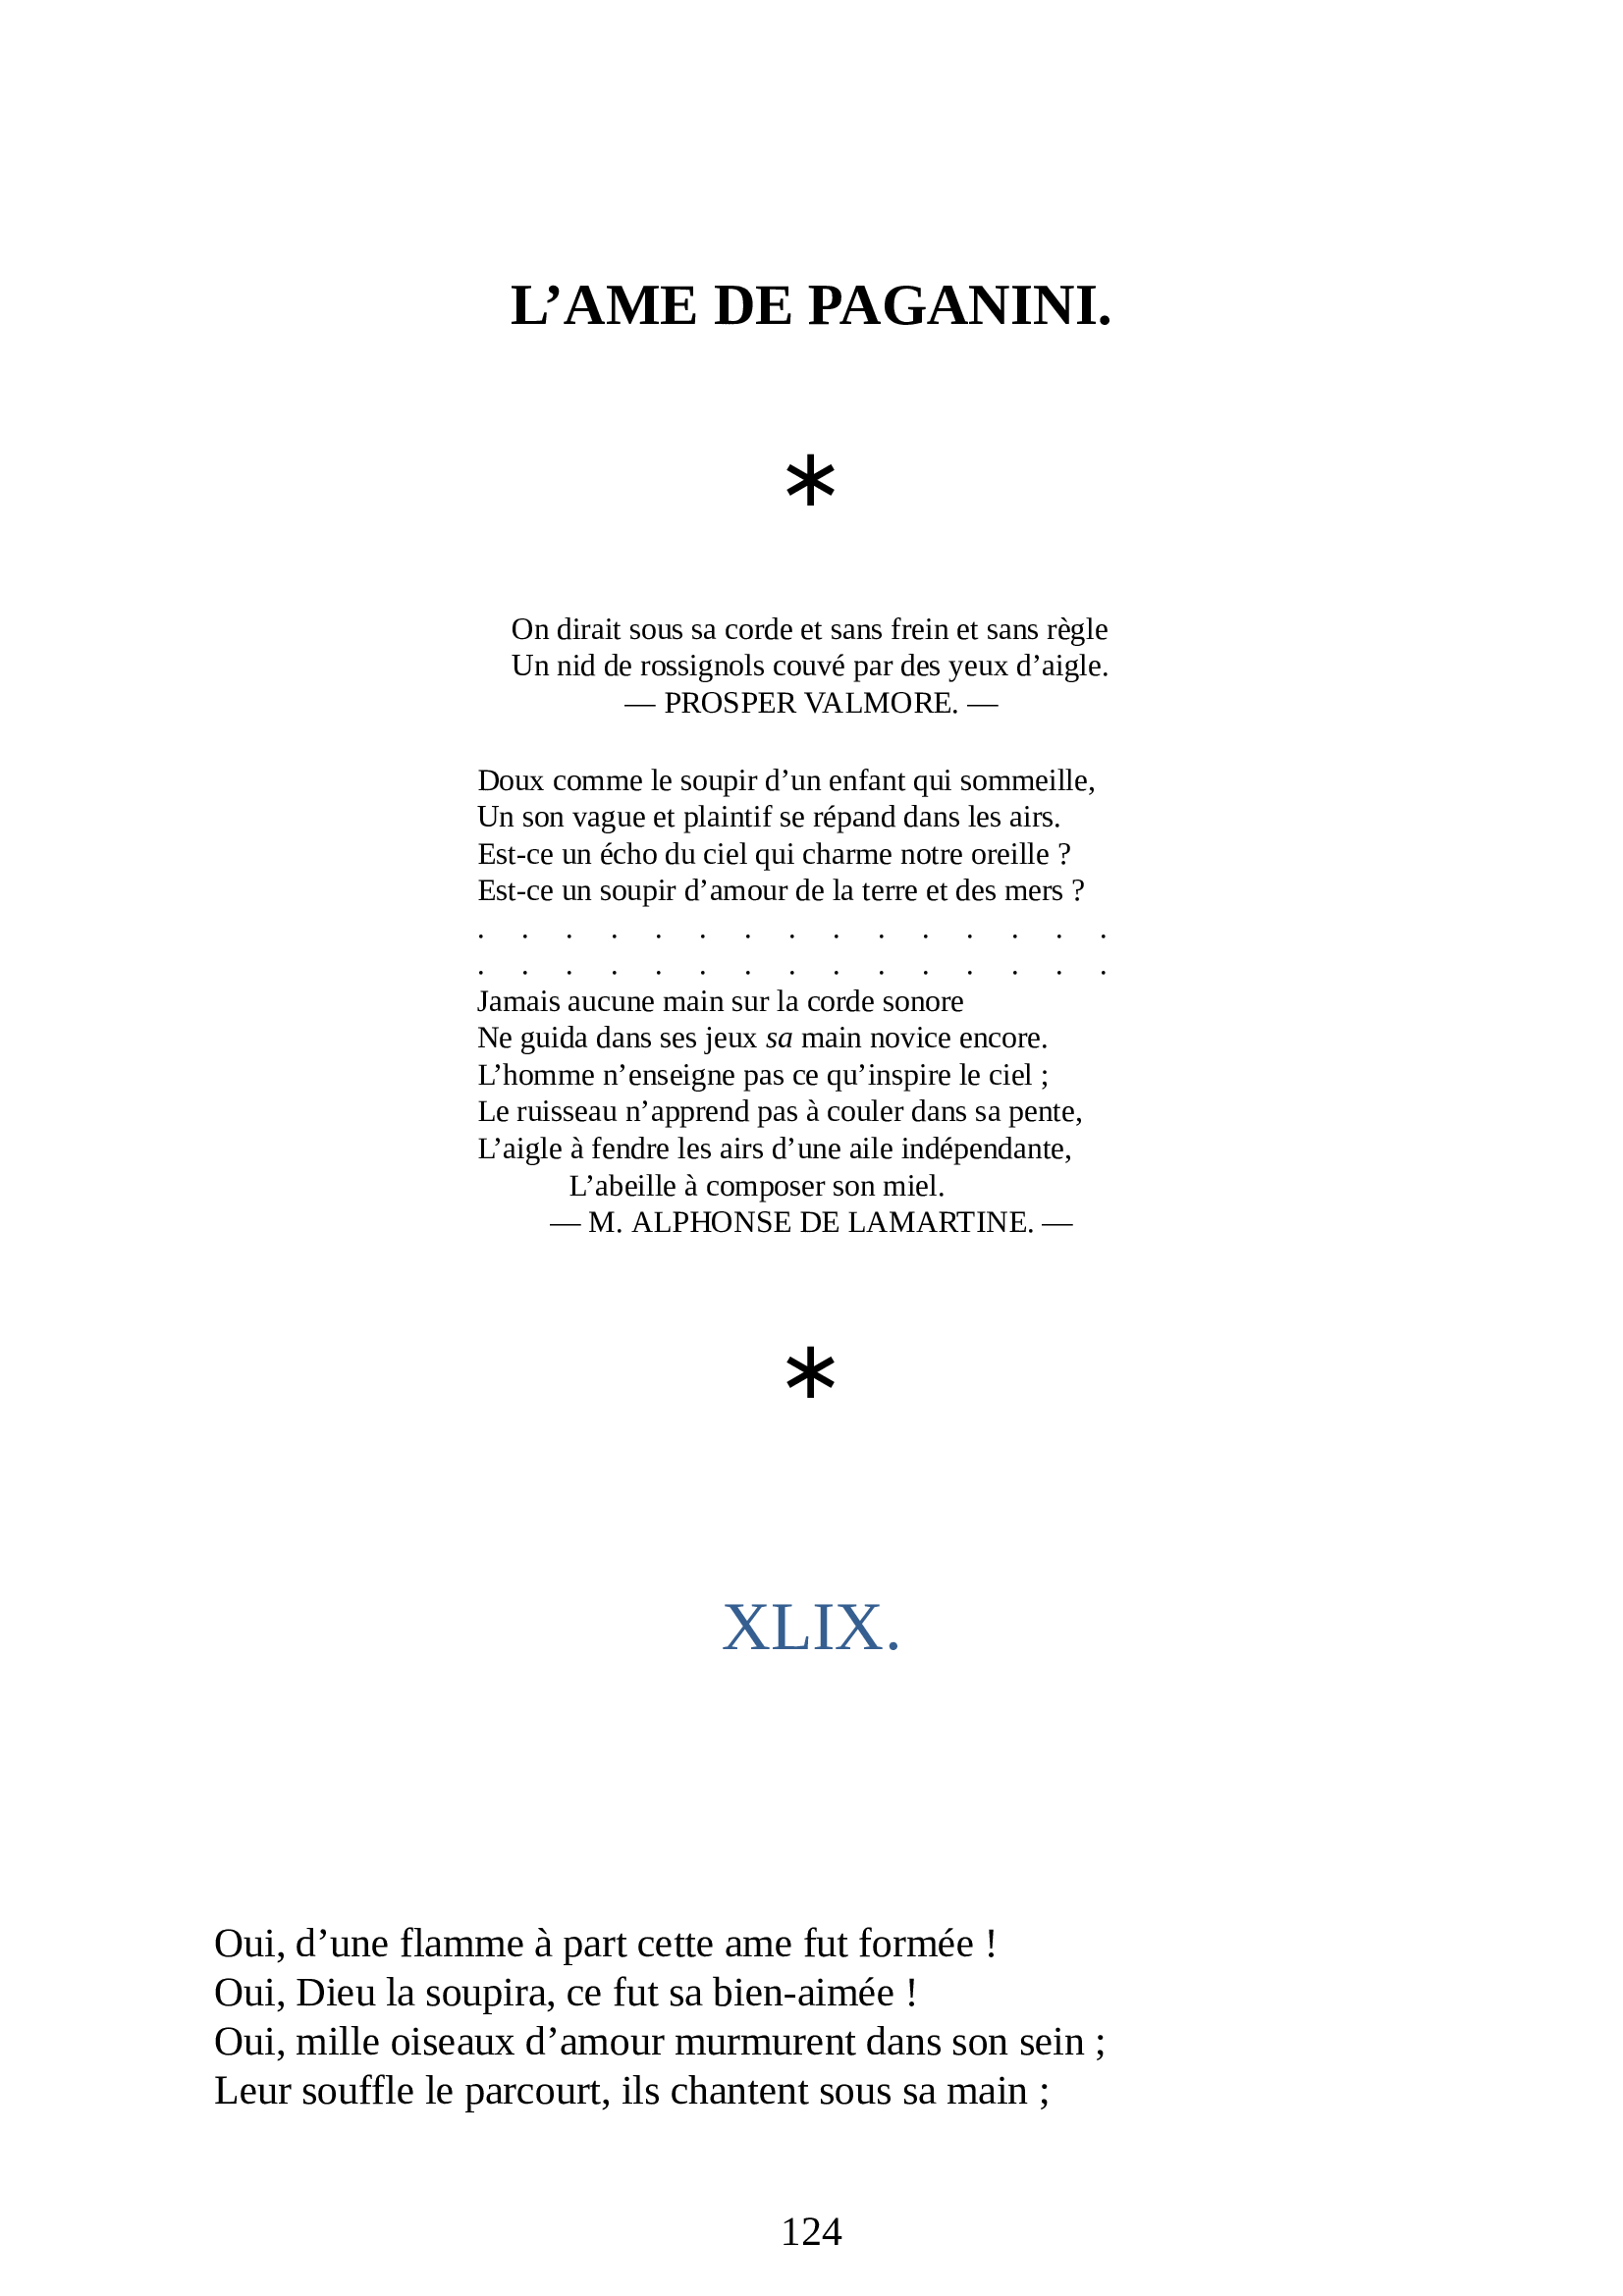 L’AME DE PAGANINI.
*
On dirait sous sa corde et sans frein et sans règle
Un nid de rossignols couvé par des yeux d’aigle.
— PROSPER VALMORE. —
Doux comme le soupir d’un enfant qui sommeille,
Un son vague et plaintif se répand dans les airs.
Est-ce un écho du ciel qui charme notre oreille ?
Est-ce un soupir d’amour de la terre et des mers ?
. . . . . . . . . . . . . . .
. . . . . . . . . . . . . . .
Jamais aucune main sur la corde sonore
Ne guida dans ses jeux sa main novice encore.
L’homme n’enseigne pas ce qu’inspire le ciel ;
Le ruisseau n’apprend pas à couler dans sa pente,
L’aigle à fendre les airs d’une aile indépendante,
L’abeille à composer son miel.
— M. ALPHONSE DE LAMARTINE. —
*
XLIX.
Oui, d’une flamme à part cette ame fut formée !
Oui, Dieu la soupira, ce fut sa bien-aimée !
Oui, mille oiseaux d’amour murmurent dans son sein ;
Leur souffle le parcourt, ils chantent sous sa main ;
124